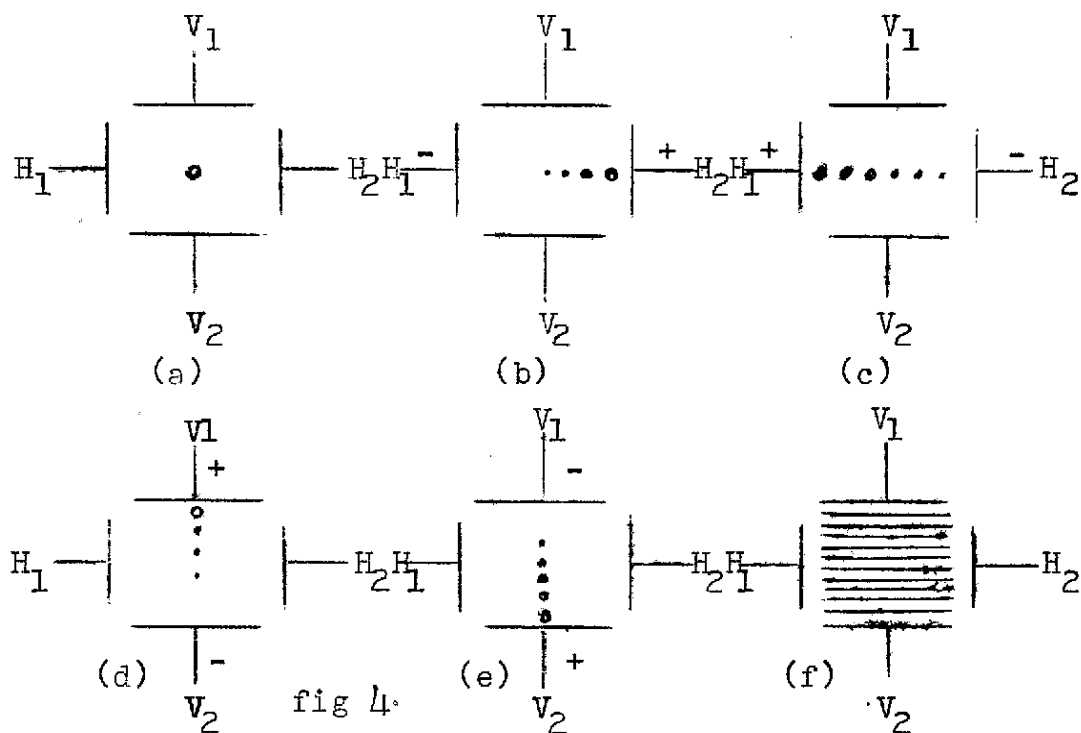 V1 V1 V1
H1 H2 H1 - + H2 H1 + - H2
V2 V2 V2
(a) (b) (c)
V1 V1 V1
+ -
H1 H2 H1 H2 H1 H2
(d) - (e) + (f)
V2 fig 4. V2 V2